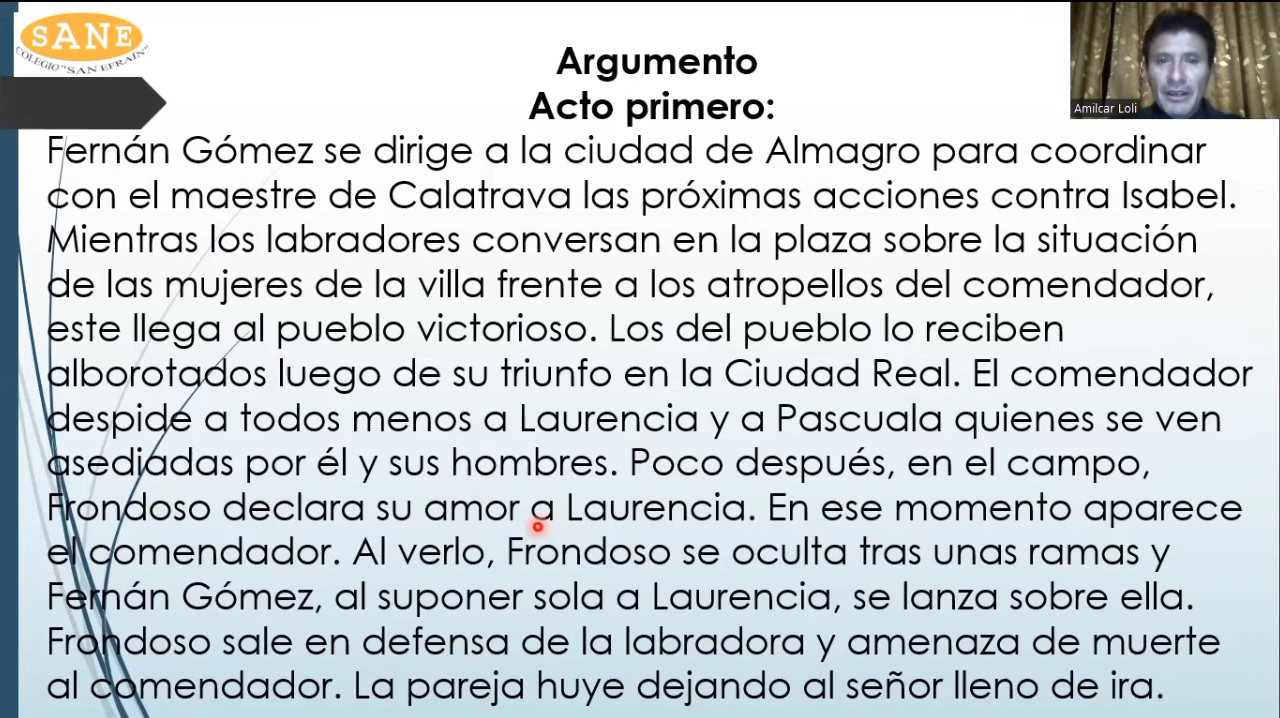 SANE
COLEGIO "SAN EFRAIN"
Argumento
Acto primero:
Amilcar Loli
Fernán Gómez se dirige a la ciudad de Almagro para coordinar
con el maestre de Calatrava las próximas acciones contra Isabel.
Mientras los labradores conversan en la plaza sobre la situación
de las mujeres de la villa frente a los atropellos del comendador,
este llega al pueblo victorioso. Los del pueblo lo reciben
alborotados luego de su triunfo en la Ciudad Real. El comendador
despide a todos menos a Laurencia y a Pascuala quienes se ven
asediadas por él y sus hombres. Poco después, en el campo,
Frondoso declara su amor a Laurencia. En ese momento aparece
el comendador. Al verlo, Frondoso se oculta tras unas ramas y
Fernán Gómez, al suponer sola a Laurencia, se lanza sobre ella.
Frondoso sale en defensa de la labradora y amenaza de muerte
al comendador. La pareja huye dejando al señor lleno de ira.